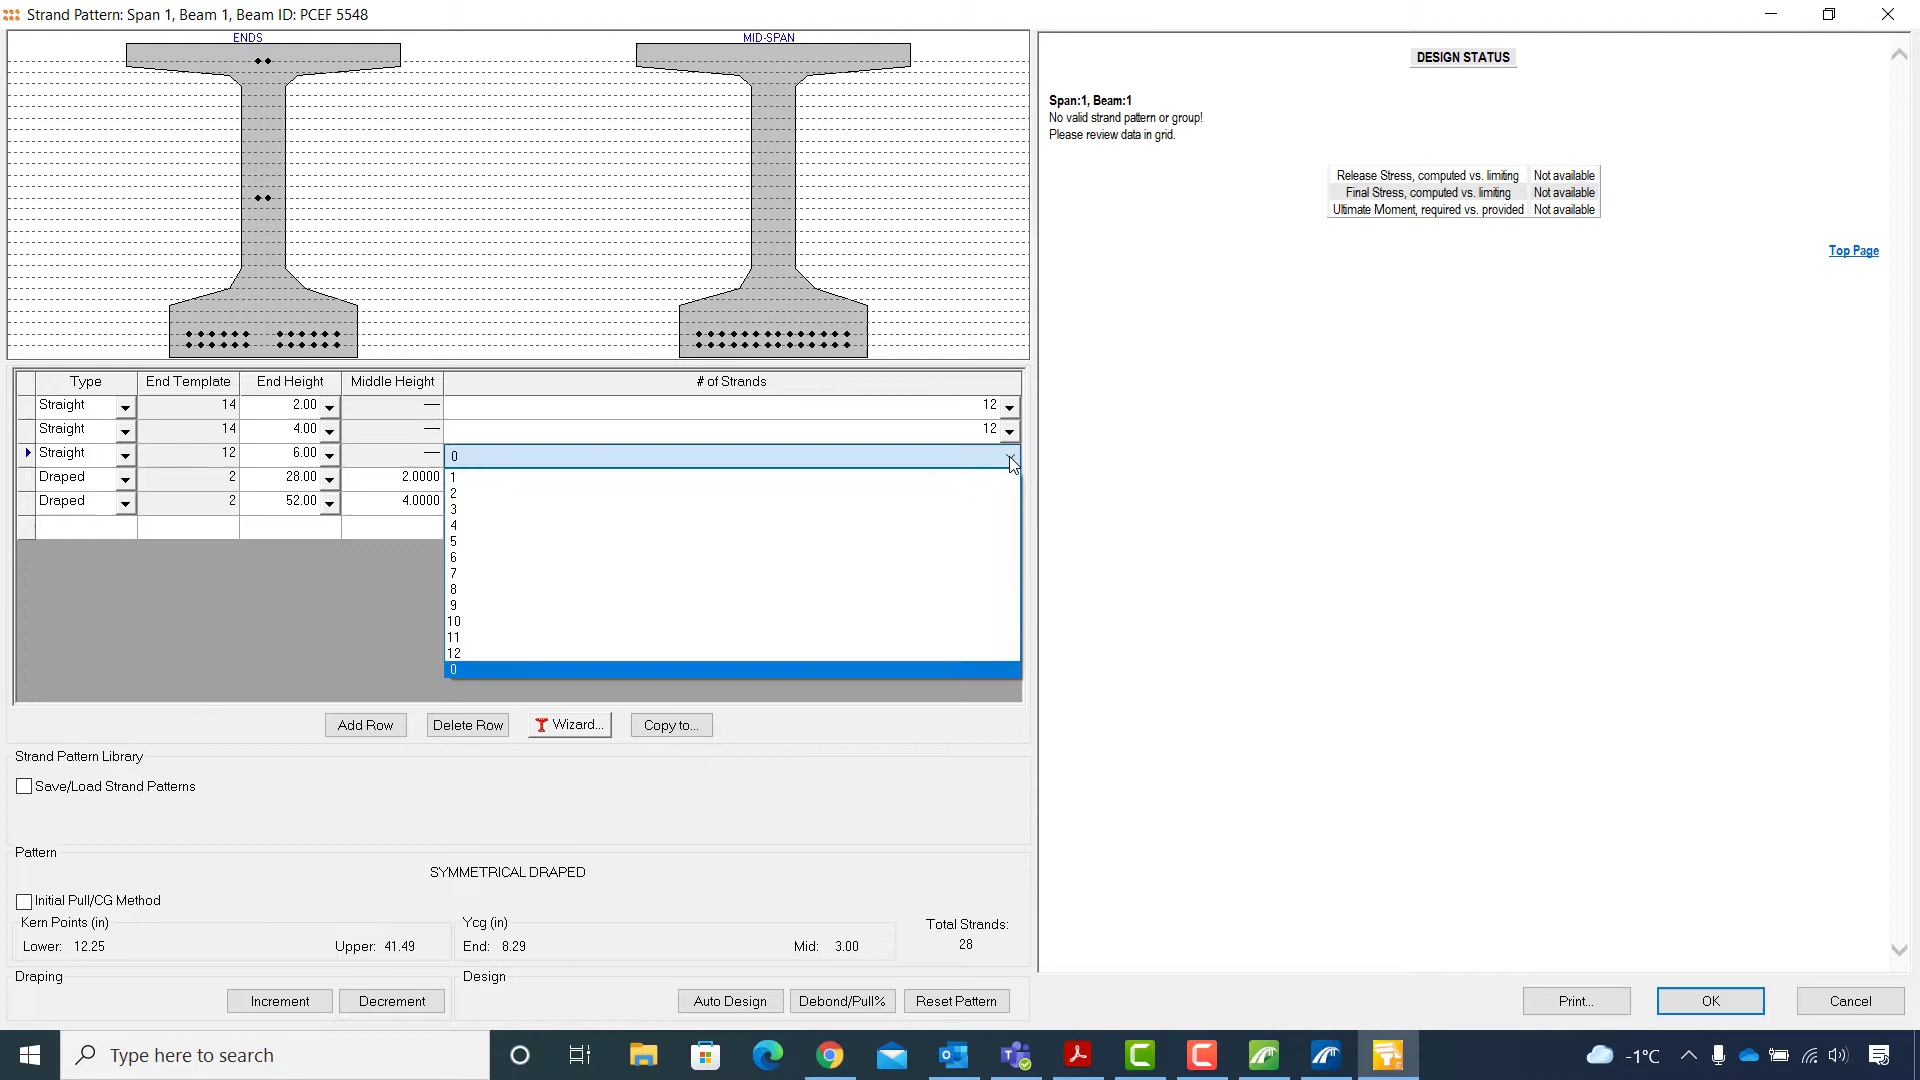 Strand Pattern: Span 1, Beam 1, Beam ID: PCEF 5548
ENDS
MID-SPAN
Type End Template End Height Middle Height # of Strands
Straight 14 2.00 — 12
Straight 14 4.00 — 12
Straight 12 6.00 — 0
Draped 2 28.00 2.0000
Draped 2 52.00 4.0000
1
2
3
4
5
6
7
8
9
10
11
12
0
Add Row
Delete Row
Wizard...
Copy to...
Strand Pattern Library
Save/Load Strand Patterns
Pattern
SYMMETRICAL DRAPED
Initial Pull/CG Method
Kern Points (in)
Lower: 12.25
Upper: 41.49
Ycg (in)
End: 8.29
Mid: 3.00
Total Strands:
28
Draping
Increment
Decrement
Design
Auto Design
Debond/Pull%
Reset Pattern
DESIGN STATUS
Span:1, Beam:1
No valid strand pattern or group!
Please review data in grid.
Release Stress, computed vs. limiting Not available
Final Stress, computed vs. limiting Not available
Ultimate Moment, required vs. provided Not available
Top Page
Print...
OK
Cancel
Type here to search
-1°C